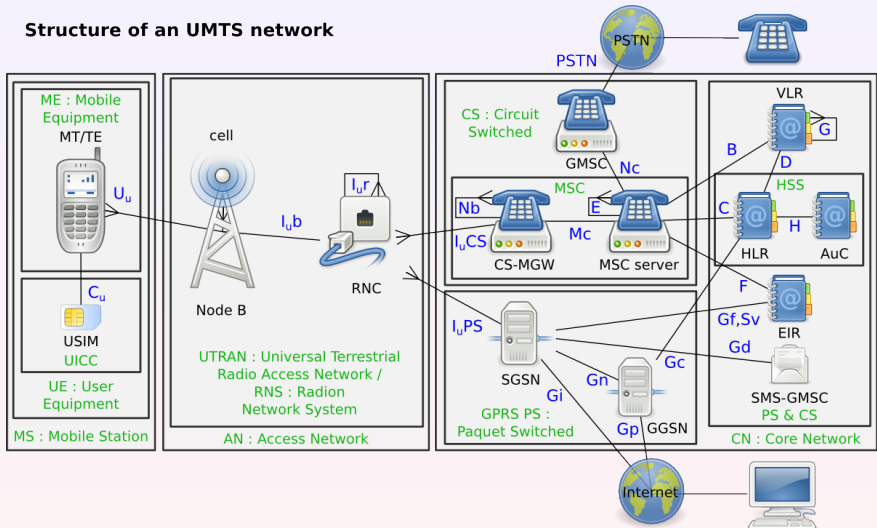 Structure of an UMTS network
PSTN
PSTN
ME : Mobile
Equipment
MT/TE
Uu
Cu
USIM
UICC
UE : User
Equipment
MS : Mobile Station
cell
Iub
Node B
Iur
RNC
UTRAN : Universal Terrestrial
Radio Access Network /
RNS : Radion
Network System
AN : Access Network
CS : Circuit
Switched
GMSC
Nc
MSC
Nb
E
IuCS
Mc
CS-MGW
MSC server
VLR
G
B
D
HSS
C
H
HLR
AuC
F
Gf,Sv
EIR
Gd
SMS-GMSC
PS & CS
CN : Core Network
IuPS
SGSN
Gn
Gc
Gi
GPRS PS :
Paquet Switched
Gp
GGSN
Internet